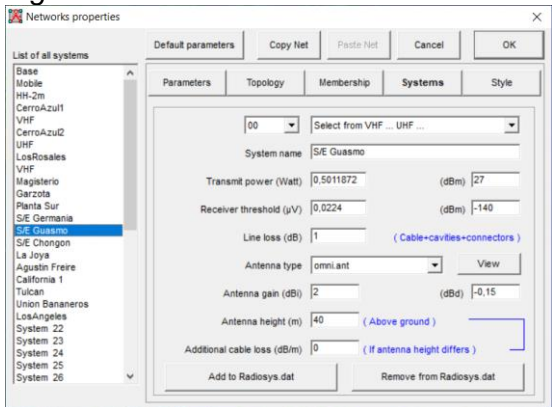 Networks properties
List of all systems
Default parameters Copy Net Paste Net Cancel OK
Parameters Topology Membership Systems Style
Base
Mobile
HH-2m
CerroAzul1
VHF
CerroAzul2
UHF
LosRosales
VHF
Magisterio
Garzota
Planta Sur
S/E Germania
S/E Guasmo
S/E Chongon
La Joya
Agustin Freire
California 1
Tulcan
Union Bananeros
LosAngeles
System 22
System 23
System 24
System 25
System 26
00 Select from VHF ... UHF ...
System name S/E Guasmo
Transmit power (Watt) 0,5011872 (dBm) 27
Receiver threshold (µV) 0,0224 (dBm) -140
Line loss (dB) 1 ( Cable+cavities+connectors )
Antenna type omni.ant View
Antenna gain (dBi) 2 (dBd) -0,15
Antenna height (m) 40 ( Above ground )
Additional cable loss (dB/m) 0 ( If antenna height differs )
Add to Radiosys.dat Remove from Radiosys.dat